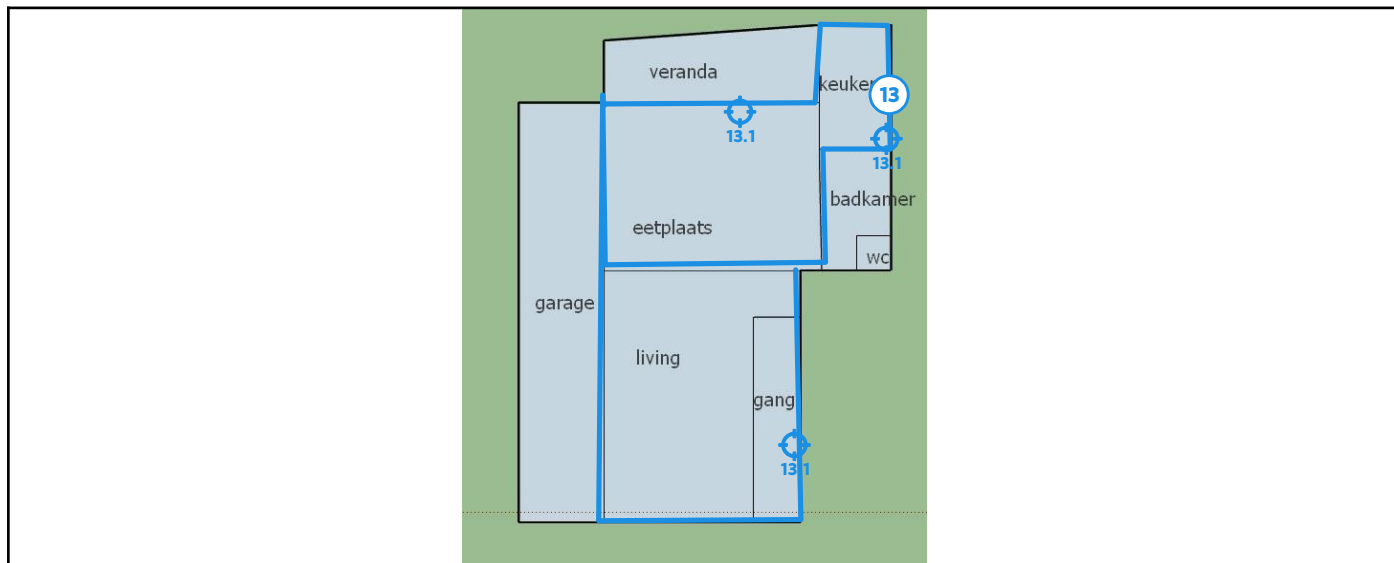 veranda
keuken
13
13.1
13.1
badkamer
eetplaats
wc
garage
living
gang
13.1